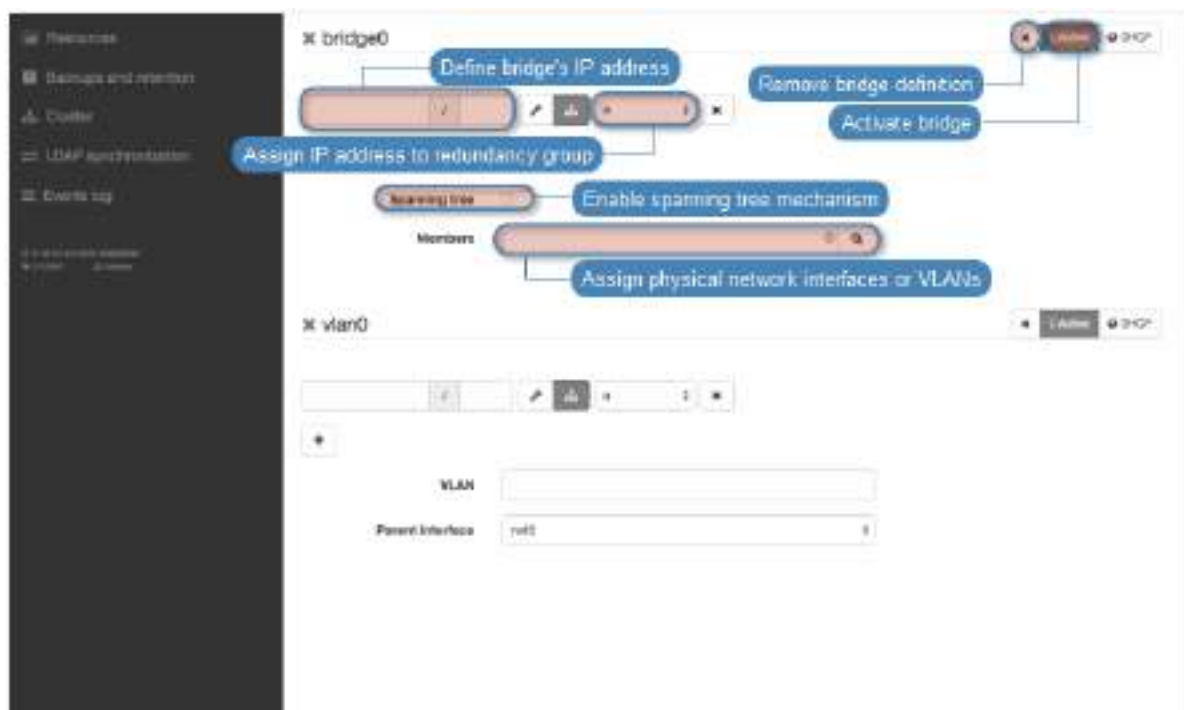 Resources
Backups and retention
Cluster
LDAP synchronization
Events log
bridge0
DHCP
Define bridge's IP address
Remove bridge definition
/
Activate bridge
Assign IP address to redundancy group
Spanning tree
Enable spanning tree mechanism
Members
Assign physical network interfaces or VLANs
vlan0
Active
DHCP
/
VLAN
Parent Interface
net0